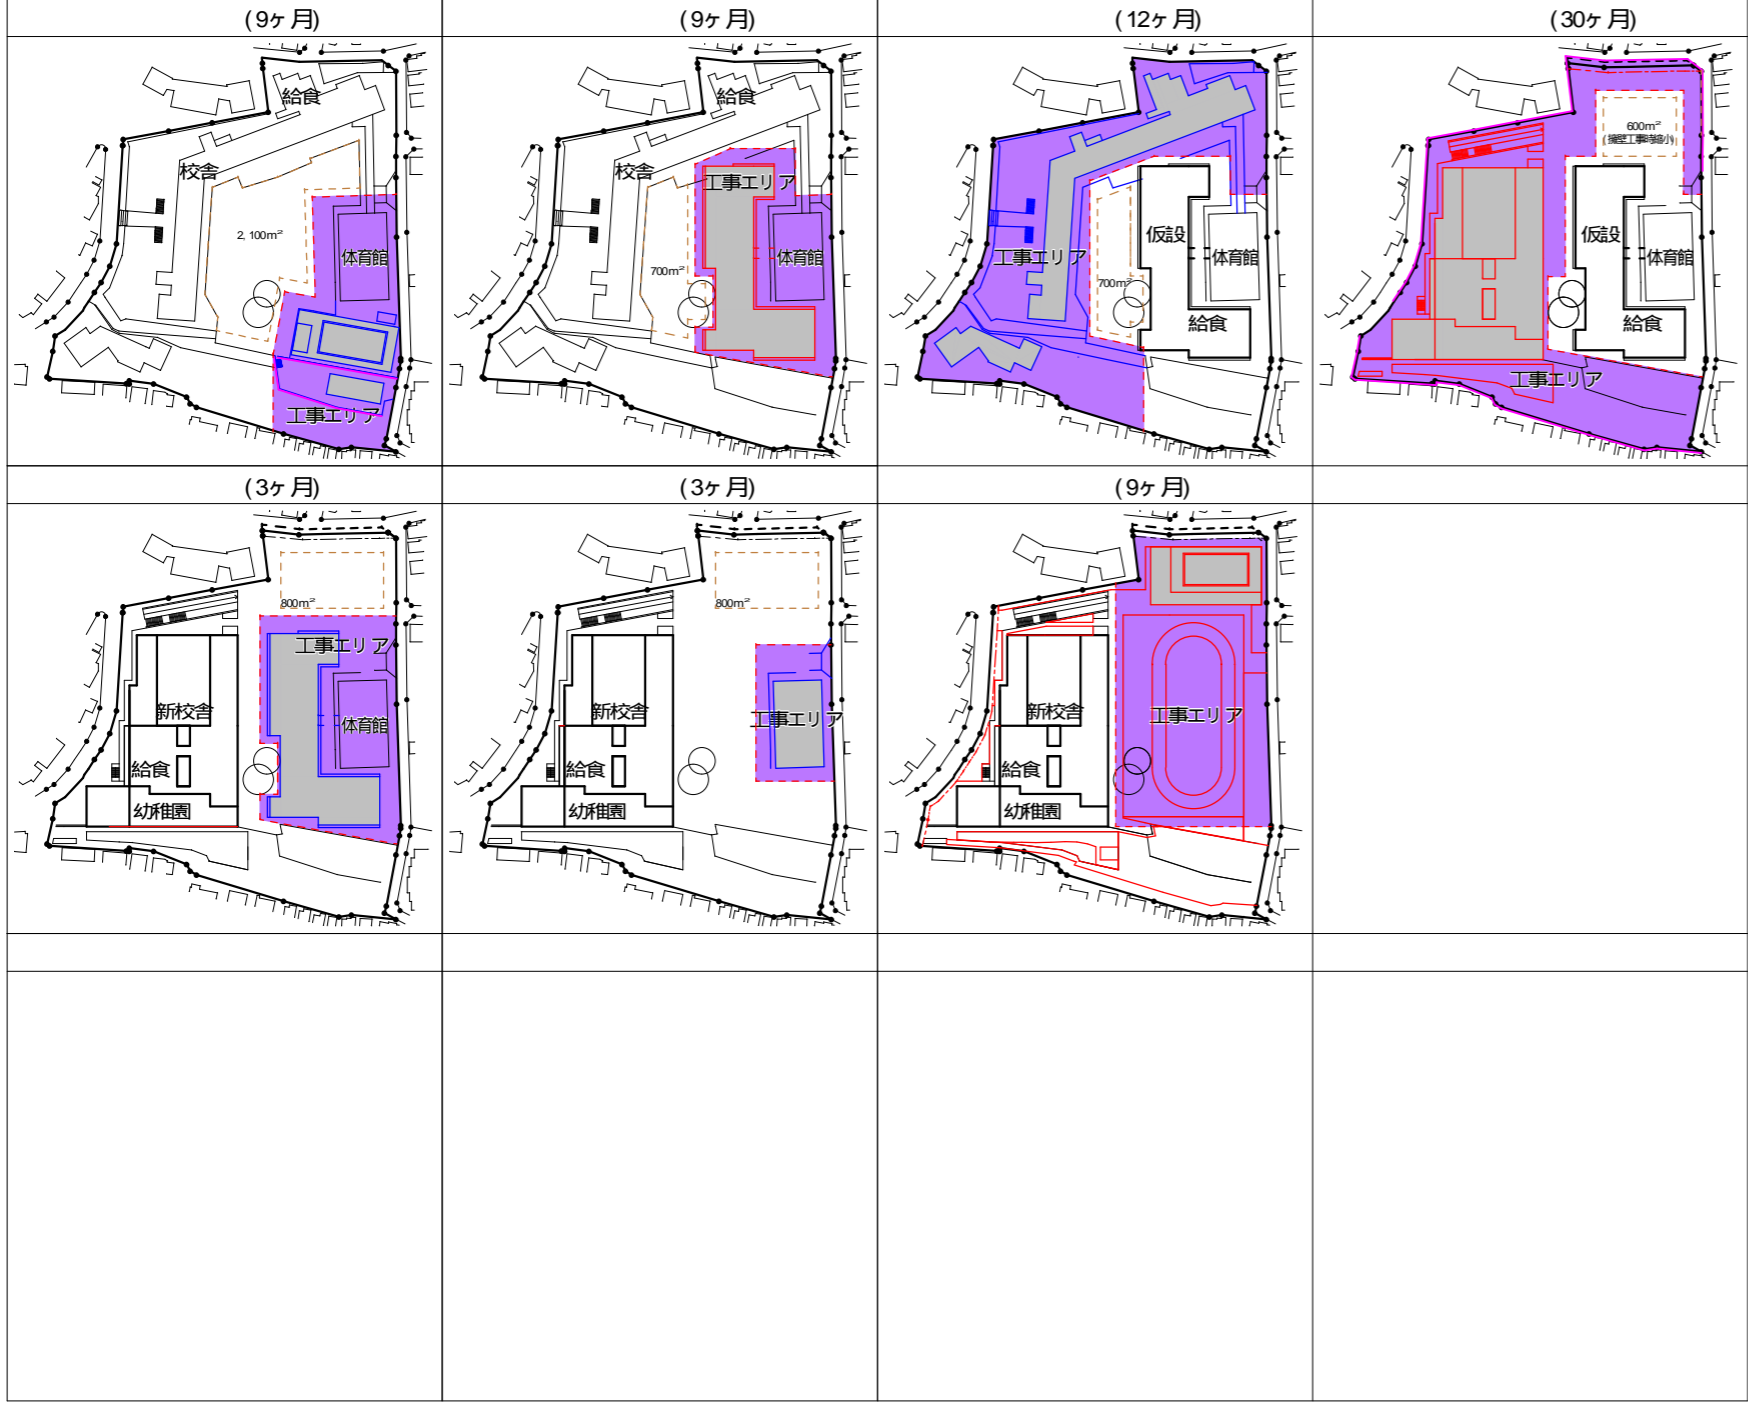 (9ヶ月)
(9ヶ月)
(12ヶ月)
(30ヶ月)
給食
校舎
2,100m²
体育館
工事エリア
給食
校舎
工事エリア
体育館
700m²
仮設
体育館
工事エリア
700m²
給食
600m²
(擁壁工事時縮小)
仮設
体育館
給食
工事エリア
(3ヶ月)
(3ヶ月)
(9ヶ月)
800m²
工事エリア
新校舎
体育館
給食
幼稚園
800m²
新校舎
工事エリア
給食
幼稚園
新校舎
工事エリア
給食
幼稚園